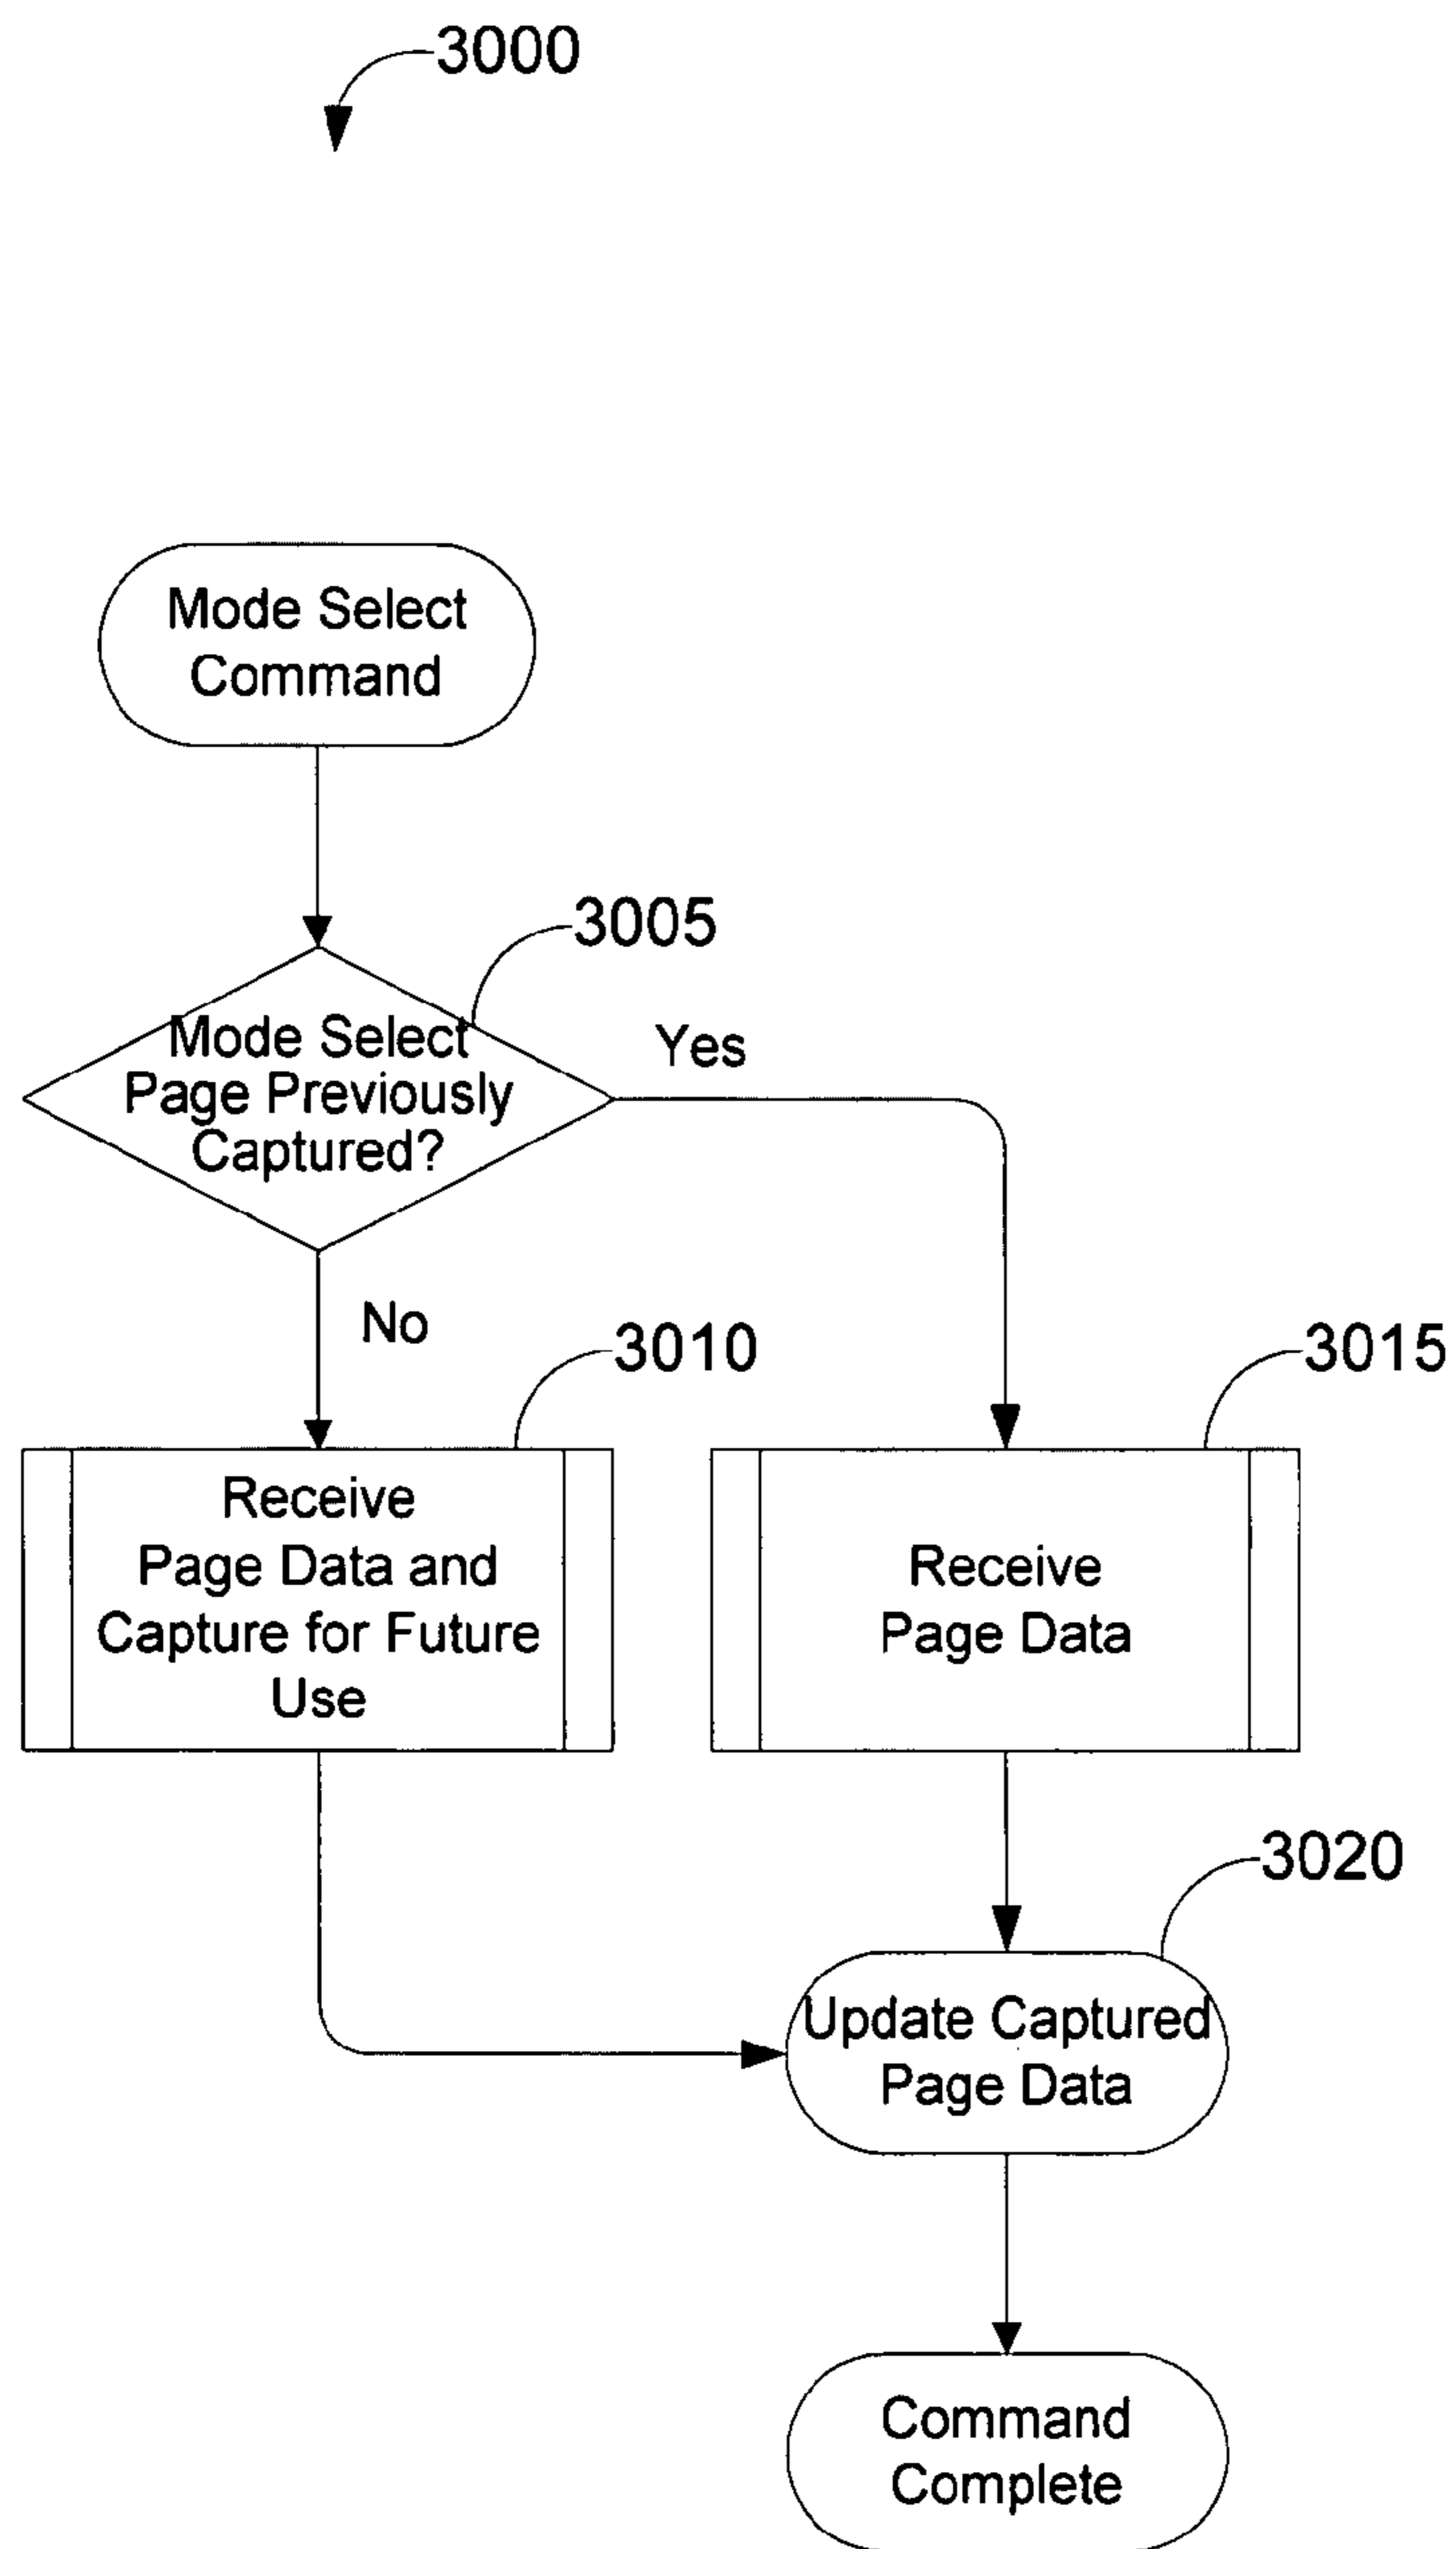 3000
Mode Select
Command
3005
Mode Select
Page Previously
Captured?
Yes
No
3010
3015
Receive
Page Data and
Capture for Future
Use
Receive
Page Data
3020
Update Captured
Page Data
Command
Complete